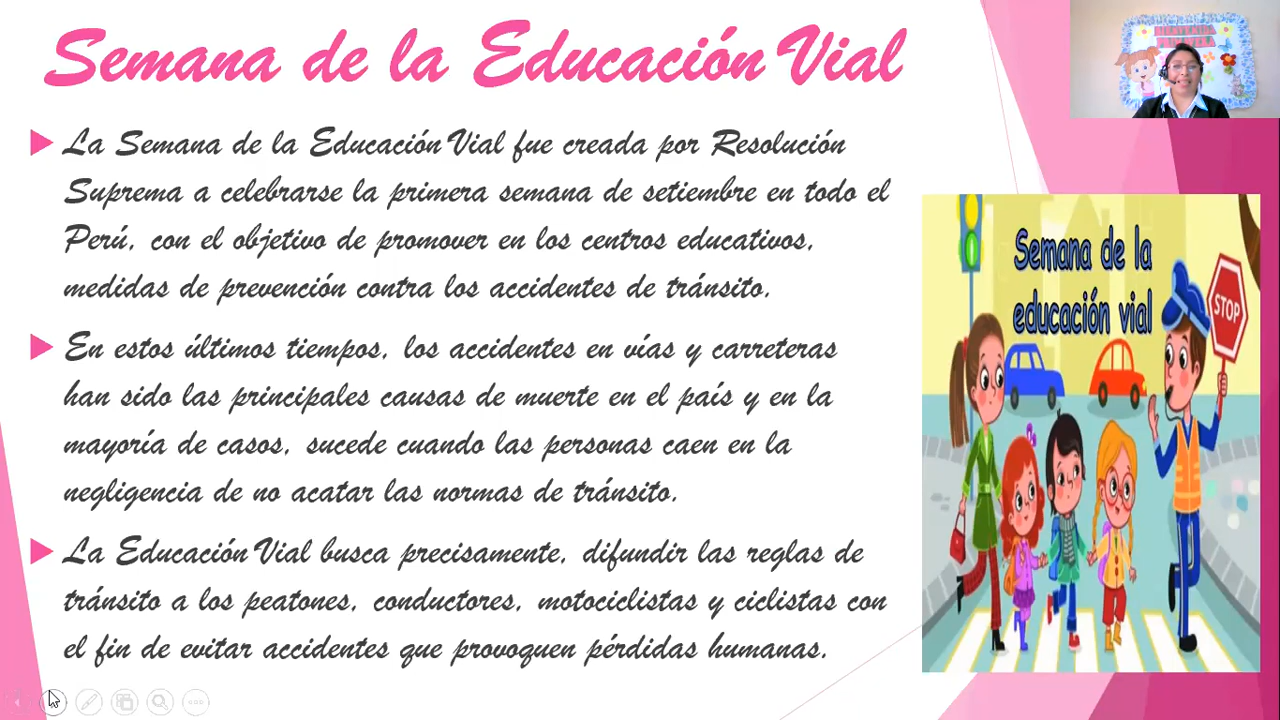 Semana de la Educación Vial
La Semana de la Educación Vial fue creada por Resolución
Suprema a celebrarse la primera semana de setiembre en todo el
Perú, con el objetivo de promover en los centros educativos,
medidas de prevención contra los accidentes de tránsito.
En estos últimos tiempos, los accidentes en vías y carreteras
han sido las principales causas de muerte en el país y en la
mayoría de casos, sucede cuando las personas caen en la
negligencia de no acatar las normas de tránsito.
La Educación Vial busca precisamente, difundir las reglas de
tránsito a los peatones, conductores, motociclistas y ciclistas con
el fin de evitar accidentes que provoquen pérdidas humanas.
BIENVENIDA
PRIMAVERA
Semana de la
educación vial
STOP